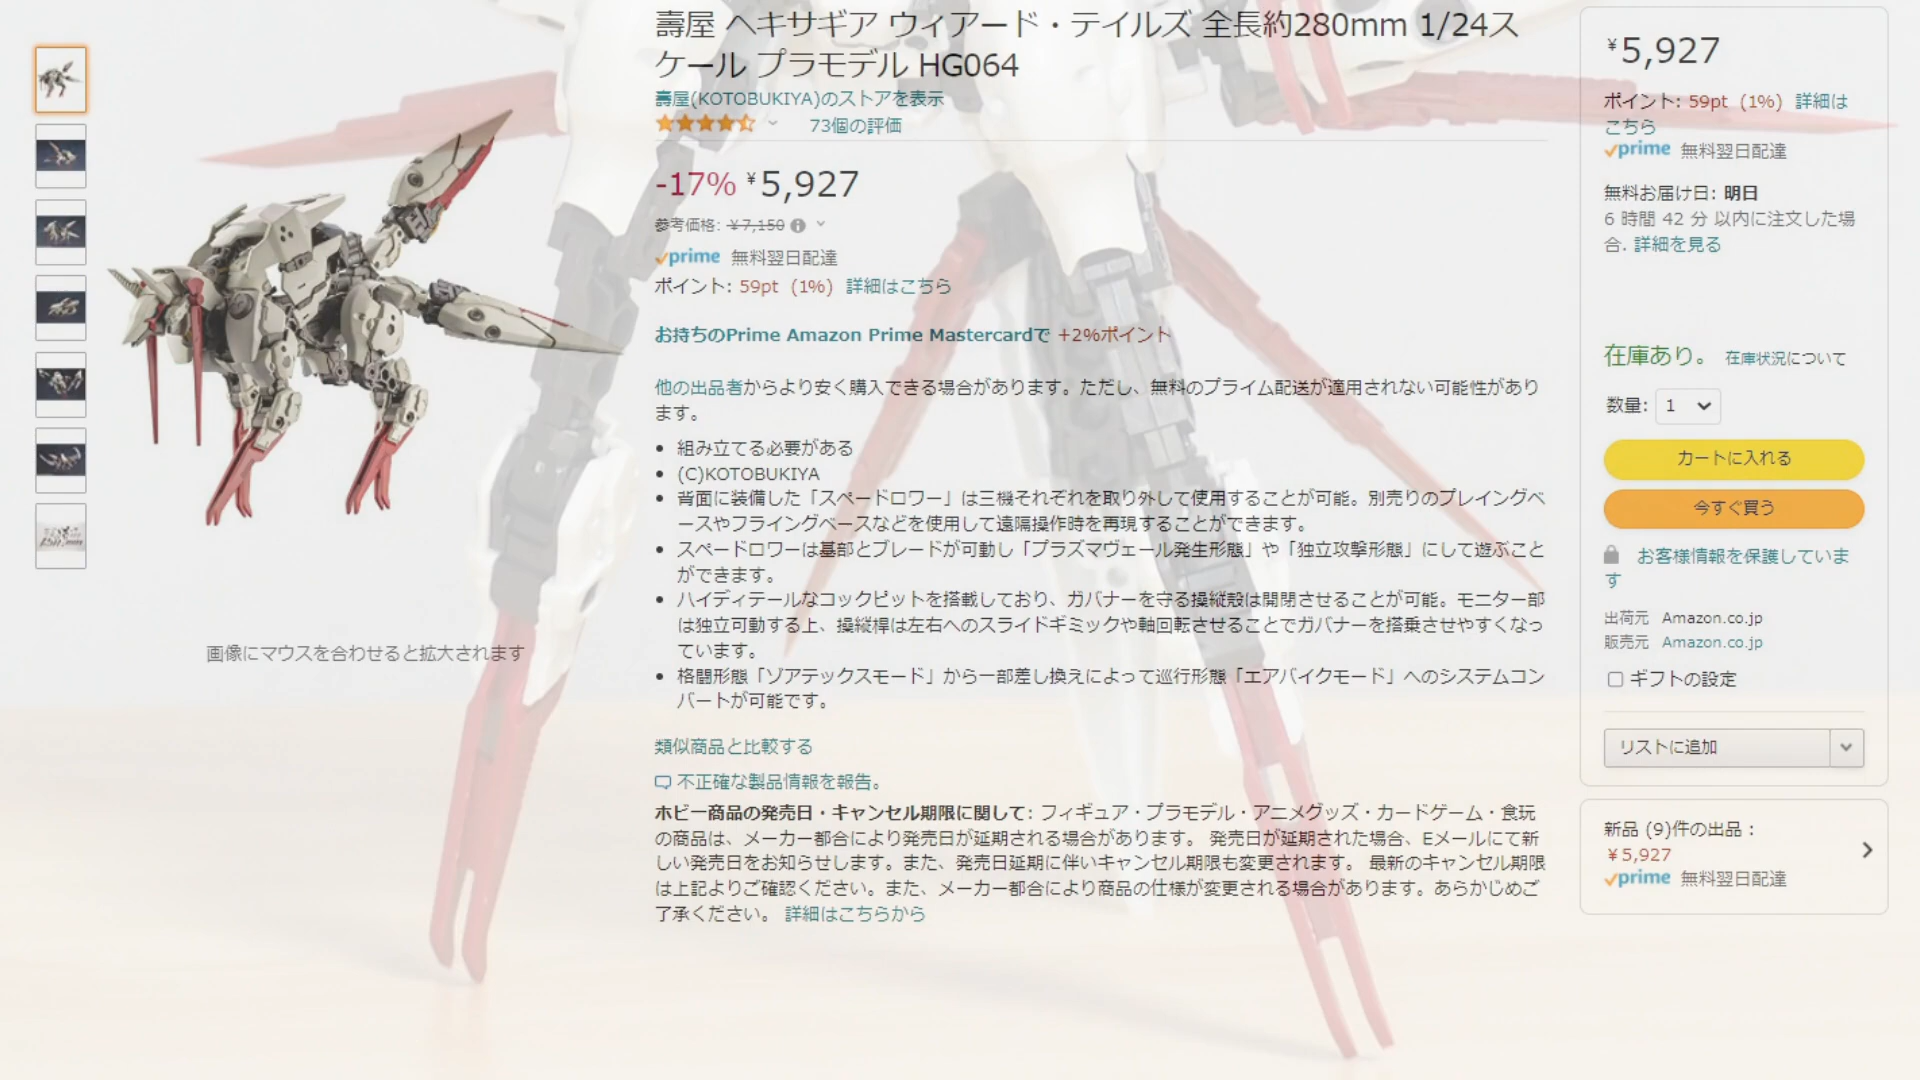 壽屋 ヘキサギア ウィアード・テイルズ 全長約280mm 1/24ス
ケール プラモデル HG064
壽屋(KOTOBUKIYA)のストアを表示
73個の評価
-17% ¥5,927
参考価格: ¥7,150
prime 無料翌日配達
ポイント: 59pt (1%) 詳細はこちら
お持ちのPrime Amazon Prime Mastercardで +2%ポイント
他の出品者からより安く購入できる場合があります。ただし、無料のプライム配送が適用されない可能性があり
ます。
• 組み立てる必要がある
• (C)KOTOBUKIYA
• 背面に装備した「スペードロワー」は三機それぞれを取り外して使用することが可能。別売りのプレイングベ
ースやフライングベースなどを使用して遠隔操作時を再現することができます。
• スペードロワーは基部とブレードが可動し「プラズマヴェール発生形態」や「独立攻撃形態」にして遊ぶこと
ができます。
• ハイディテールなコックピットを搭載しており、ガバナーを守る操縦殻は開閉させることが可能。モニター部
は独立可動する上、操縦桿は左右へのスライドギミックや軸回転させることでガバナーを搭乗させやすくなっ
ています。
• 格闘形態「ゾアテックスモード」から一部差し換えによって巡行形態「エアバイクモード」へのシステムコン
バートが可能です。
類似商品と比較する
不正確な製品情報を報告。
ホビー商品の発売日・キャンセル期限に関して: フィギュア・プラモデル・アニメグッズ・カードゲーム・食玩
の商品は、メーカー都合により発売日が延期される場合があります。 発売日が延期された場合、Eメールにて新
しい発売日をお知らせします。また、発売日延期に伴いキャンセル期限も変更されます。 最新のキャンセル期限
は上記よりご確認ください。また、メーカー都合により商品の仕様が変更される場合があります。あらかじめご
了承ください。 詳細はこちらから
画像にマウスを合わせると拡大されます
¥5,927
ポイント: 59pt (1%) 詳細は
こちら
prime 無料翌日配達
無料お届け日: 明日
6 時間 42 分 以内に注文した場
合. 詳細を見る
在庫あり。 在庫状況について
数量: 1
カートに入れる
今すぐ買う
お客様情報を保護していま
す
出荷元 Amazon.co.jp
販売元 Amazon.co.jp
ギフトの設定
リストに追加
新品 (9)件の出品：
¥5,927
prime 無料翌日配達